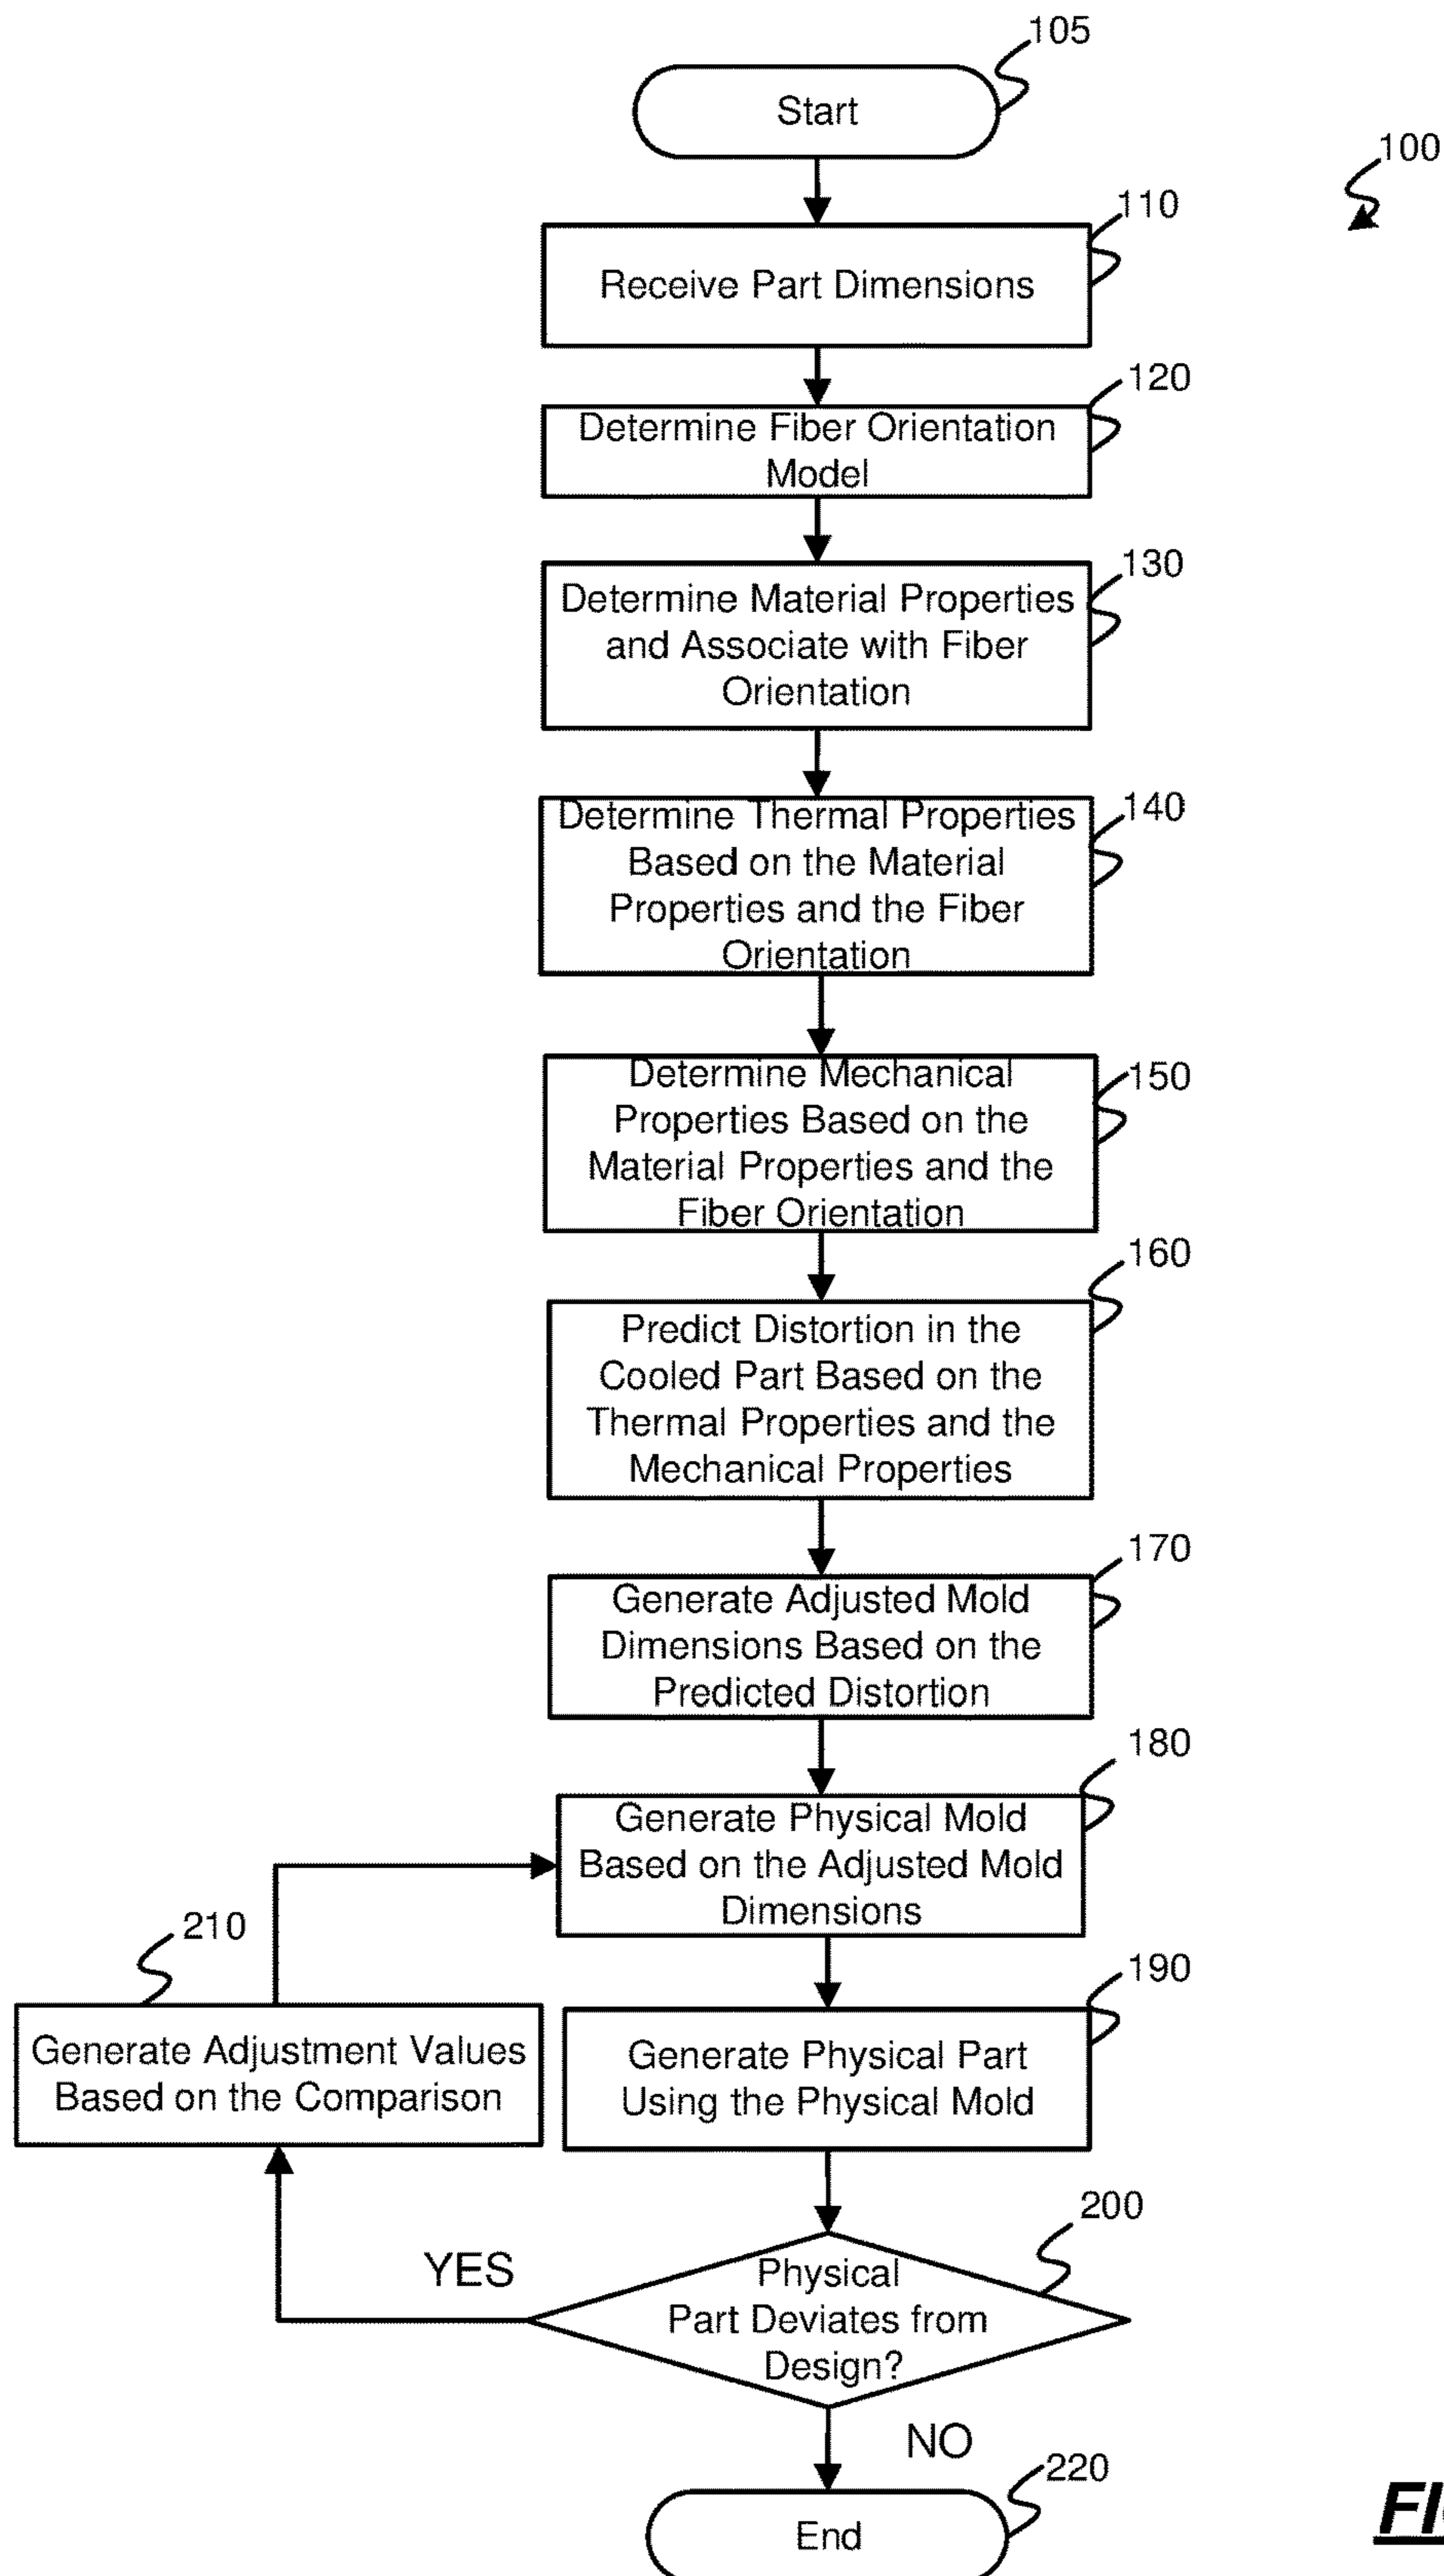 105
Start
100
110
Receive Part Dimensions
120
Determine Fiber Orientation
Model
130
Determine Material Properties
and Associate with Fiber
Orientation
140
Determine Thermal Properties
Based on the Material
Properties and the Fiber
Orientation
150
Determine Mechanical
Properties Based on the
Material Properties and the
Fiber Orientation
160
Predict Distortion in the
Cooled Part Based on the
Thermal Properties and the
Mechanical Properties
170
Generate Adjusted Mold
Dimensions Based on the
Predicted Distortion
180
Generate Physical Mold
Based on the Adjusted Mold
Dimensions
210
Generate Adjustment Values
Based on the Comparison
190
Generate Physical Part
Using the Physical Mold
200
Physical
Part Deviates from
Design?
YES
NO
220
End